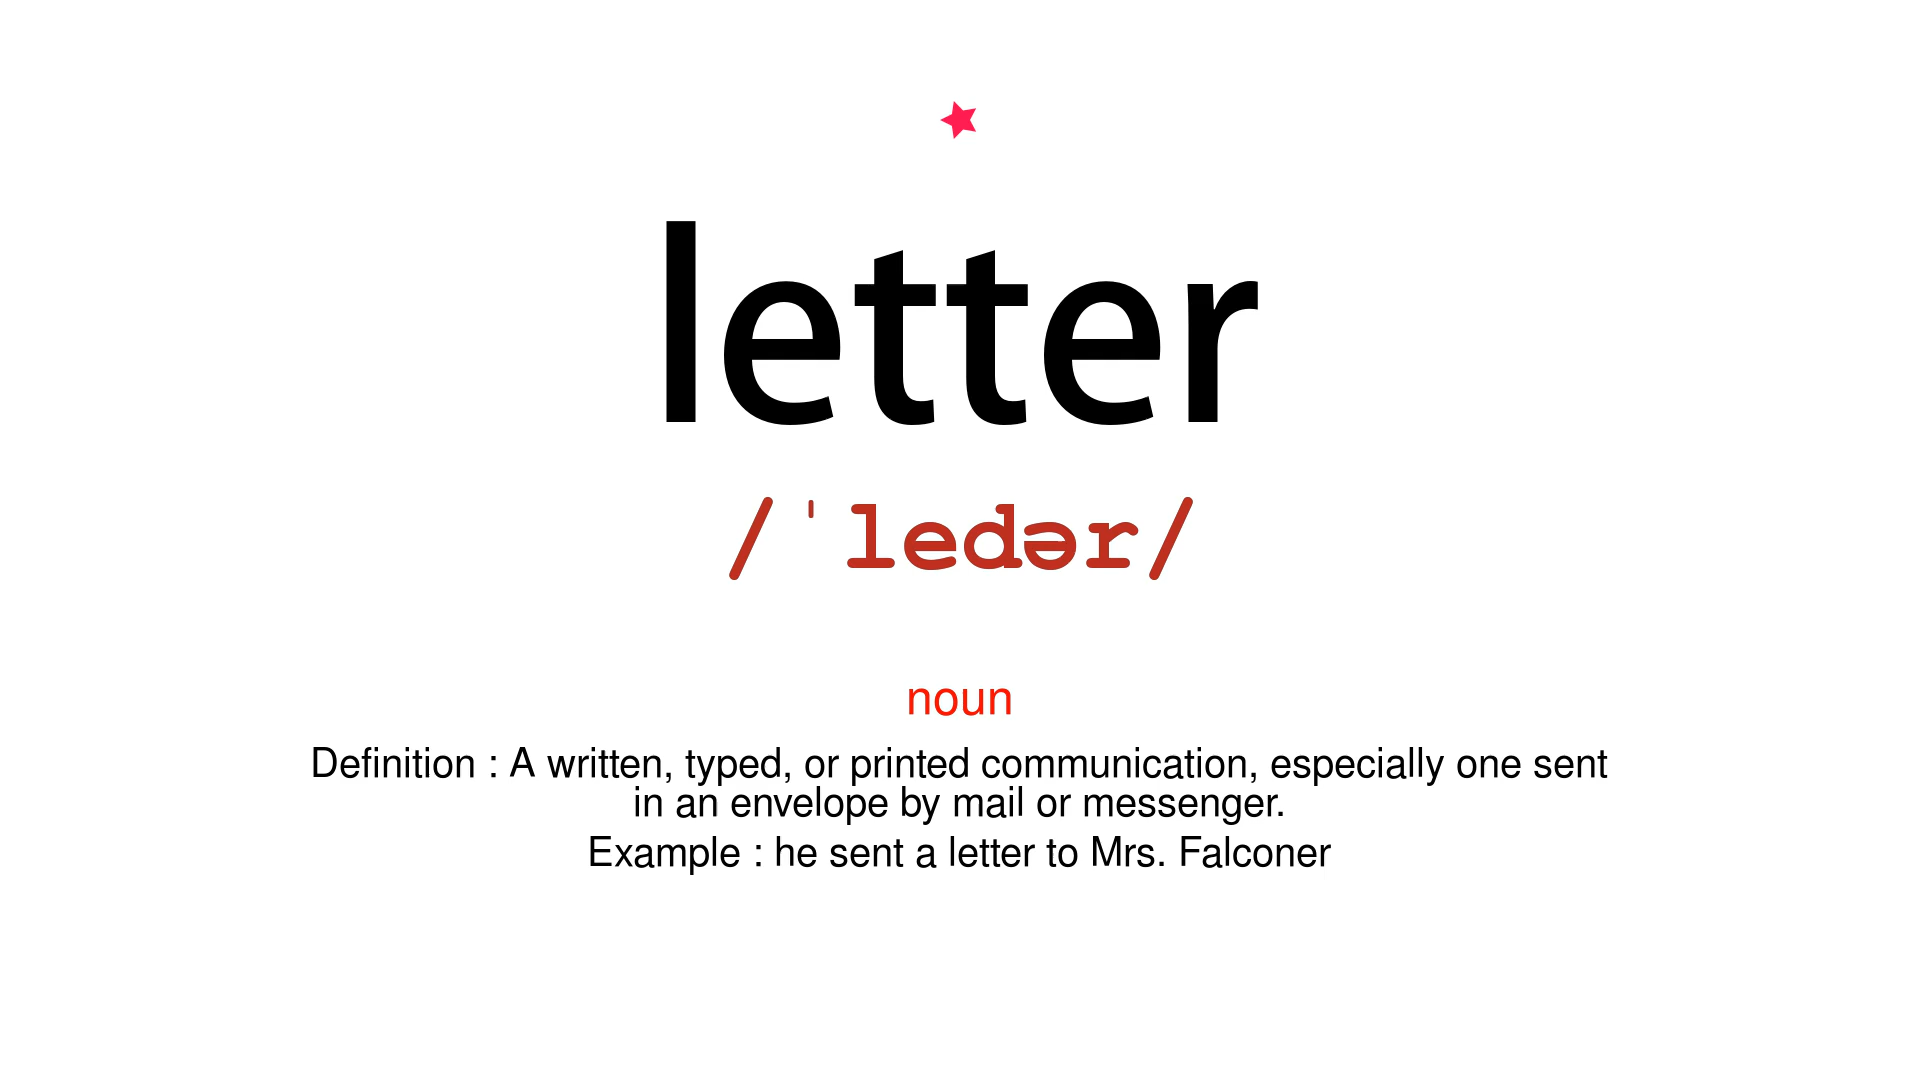 letter
/ˈledər/
noun
Definition : A written, typed, or printed communication, especially one sent
in an envelope by mail or messenger.
Example : he sent a letter to Mrs. Falconer